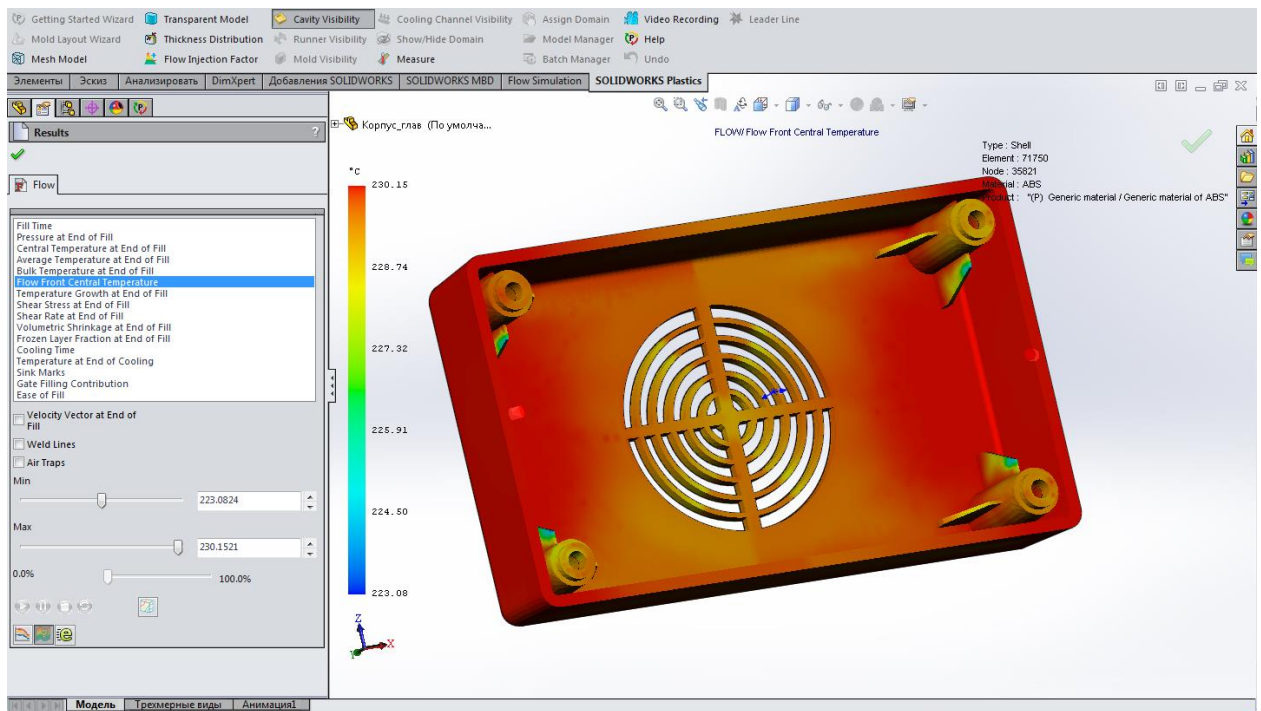 Getting Started Wizard Transparent Model Cavity Visibility Cooling Channel Visibility Assign Domain Video Recording Leader Line
Mold Layout Wizard Thickness Distribution Runner Visibility Show/Hide Domain Model Manager Help
Mesh Model Flow Injection Factor Mold Visibility Measure Batch Manager Undo
Элементы Эскиз Анализировать DimXpert Добавления SOLIDWORKS SOLIDWORKS MBD Flow Simulation SOLIDWORKS Plastics
Results ?
Flow
Fill Time
Pressure at End of Fill
Central Temperature at End of Fill
Average Temperature at End of Fill
Bulk Temperature at End of Fill
Flow Front Central Temperature
Temperature Growth at End of Fill
Shear Stress at End of Fill
Shear Rate at End of Fill
Volumetric Shrinkage at End of Fill
Frozen Layer Fraction at End of Fill
Cooling Time
Temperature at End of Cooling
Sink Marks
Gate Filling Contribution
Ease of Fill
Velocity Vector at End of
Fill
Weld Lines
Air Traps
Min
223.0824
Max
230.1521
0.0% 100.0%
Корпус_глав (По умолча...
FLOW/ Flow Front Central Temperature
Type : Shell
Element : 71750
Node : 35821
Material : ABS
Product : "(P) Generic material / Generic material of ABS"
°C
230.15
228.74
227.32
225.91
224.50
223.08
Z
X
Y
Модель Трехмерные виды Анимация1